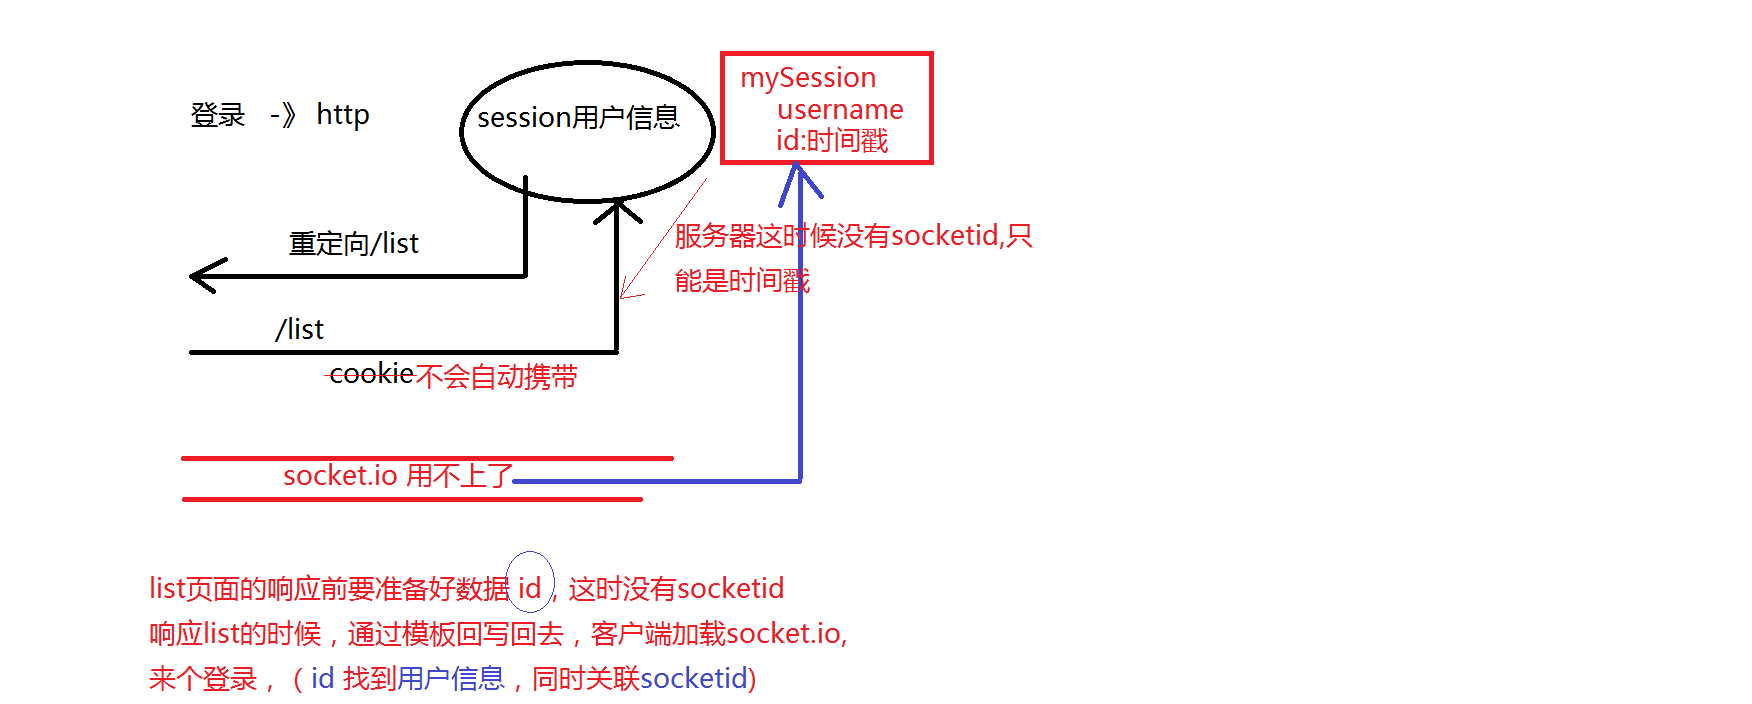 登录 -》 http
session用户信息
mySession
username
id:时间戳
重定向/list
服务器这时候没有socketid,只
能是时间戳
/list
cookie不会自动携带
socket.io 用不上了
list页面的响应前要准备好数据 id，这时没有socketid
响应list的时候，通过模板回写回去，客户端加载socket.io,
来个登录，（id 找到用户信息，同时关联socketid)